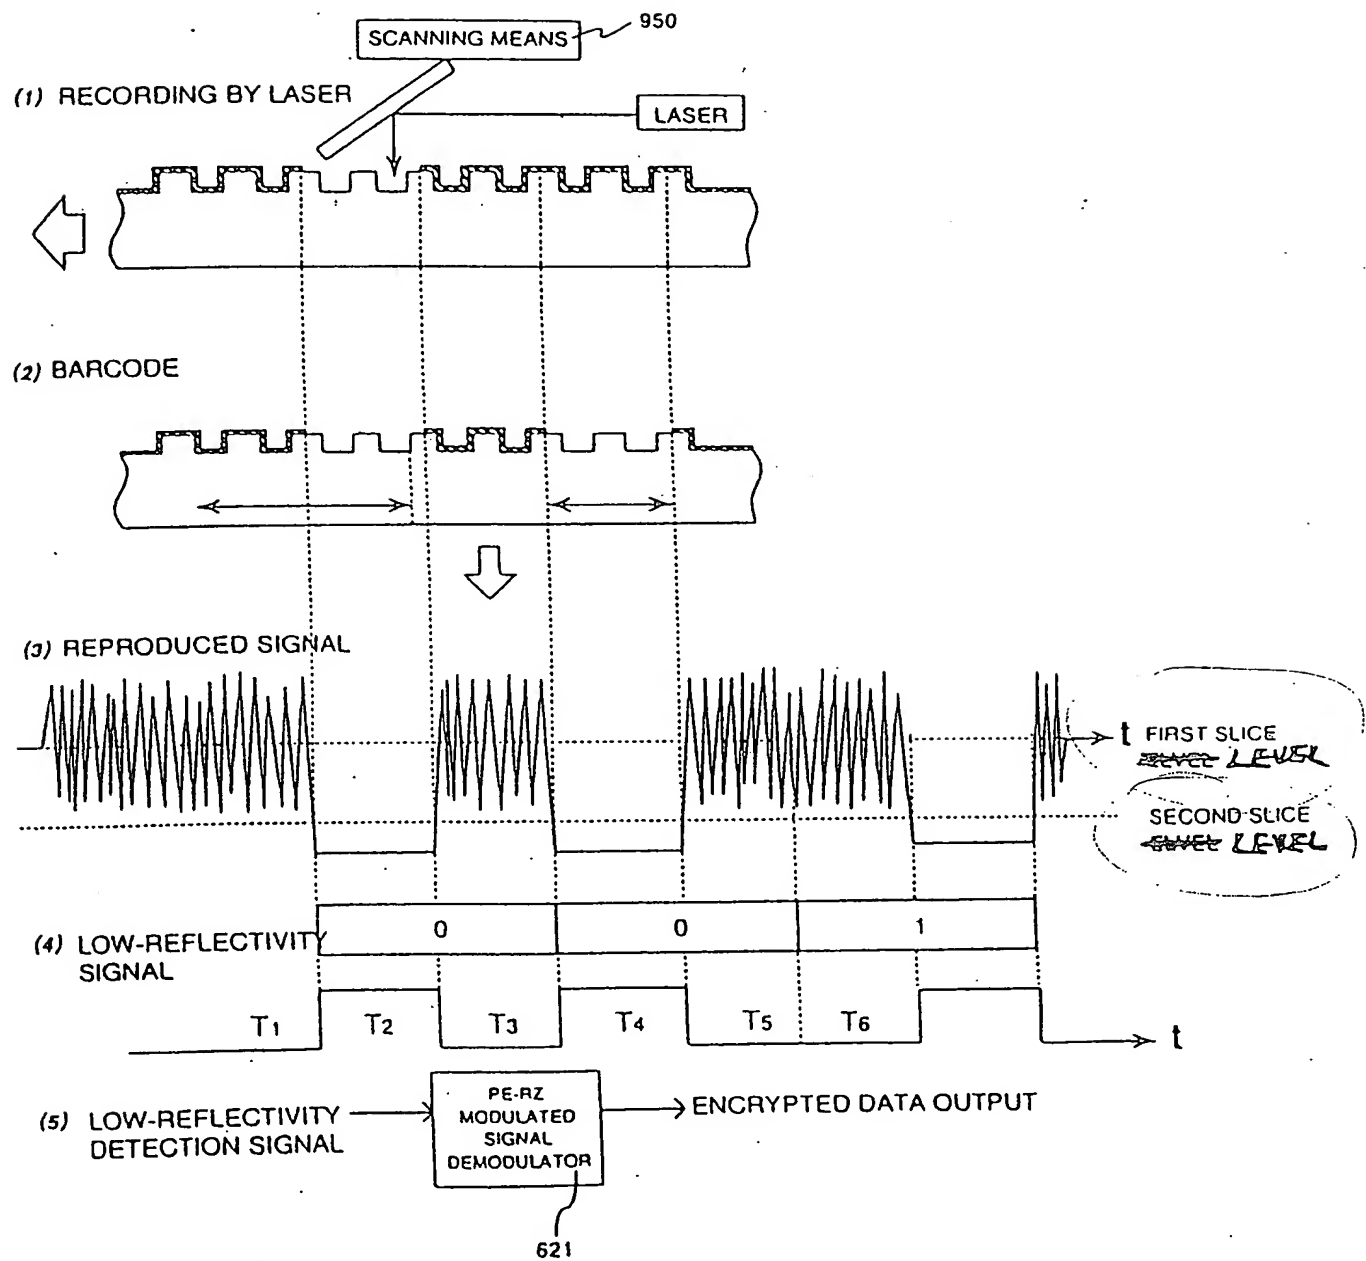 950
SCANNING MEANS
(1) RECORDING BY LASER
LASER
(2) BARCODE
(3) REPRODUCED SIGNAL
t FIRST SLICE
LEVEL
SECOND SLICE
LEVEL
0 0 1
(4) LOW-REFLECTIVITY
SIGNAL
T1 T2 T3 T4 T5 T6
t
(5) LOW-REFLECTIVITY
DETECTION SIGNAL
PE-RZ
MODULATED
SIGNAL
DEMODULATOR
ENCRYPTED DATA OUTPUT
621